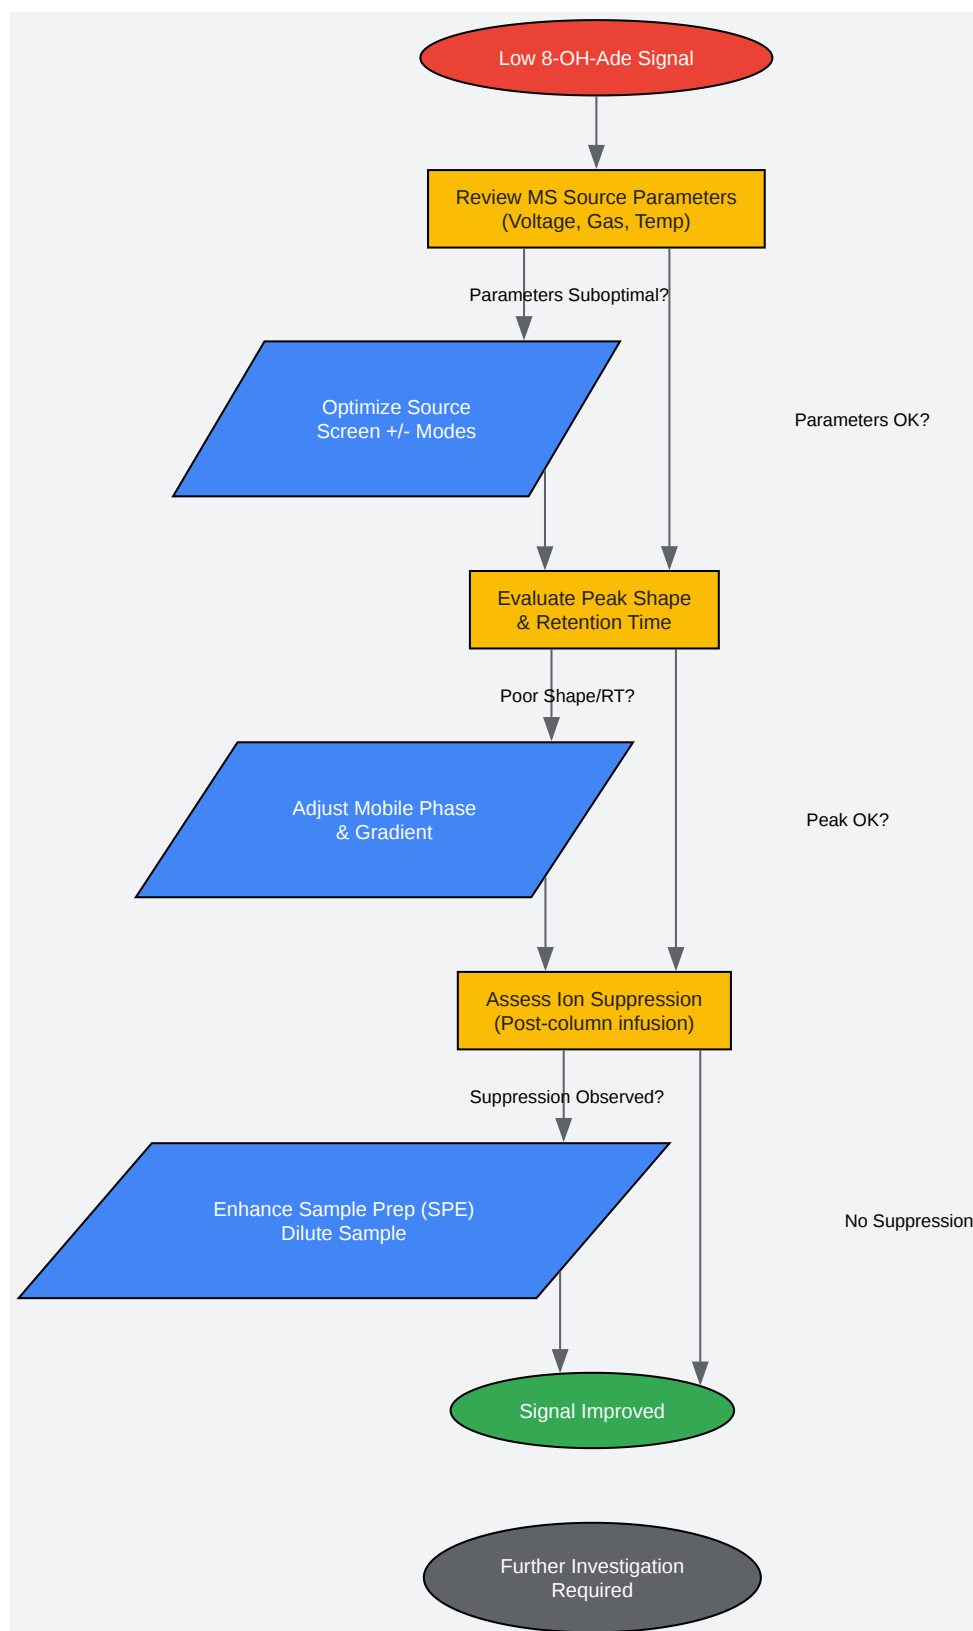 Low 8-OH-Ade Signal
Review MS Source Parameters
(Voltage, Gas, Temp)
Parameters Suboptimal?
Optimize Source
Screen +/- Modes
Parameters OK?
Evaluate Peak Shape
& Retention Time
Poor Shape/RT?
Adjust Mobile Phase
& Gradient
Peak OK?
Assess Ion Suppression
(Post-column infusion)
Suppression Observed?
Enhance Sample Prep (SPE)
Dilute Sample
No Suppression
Signal Improved
Further Investigation
Required